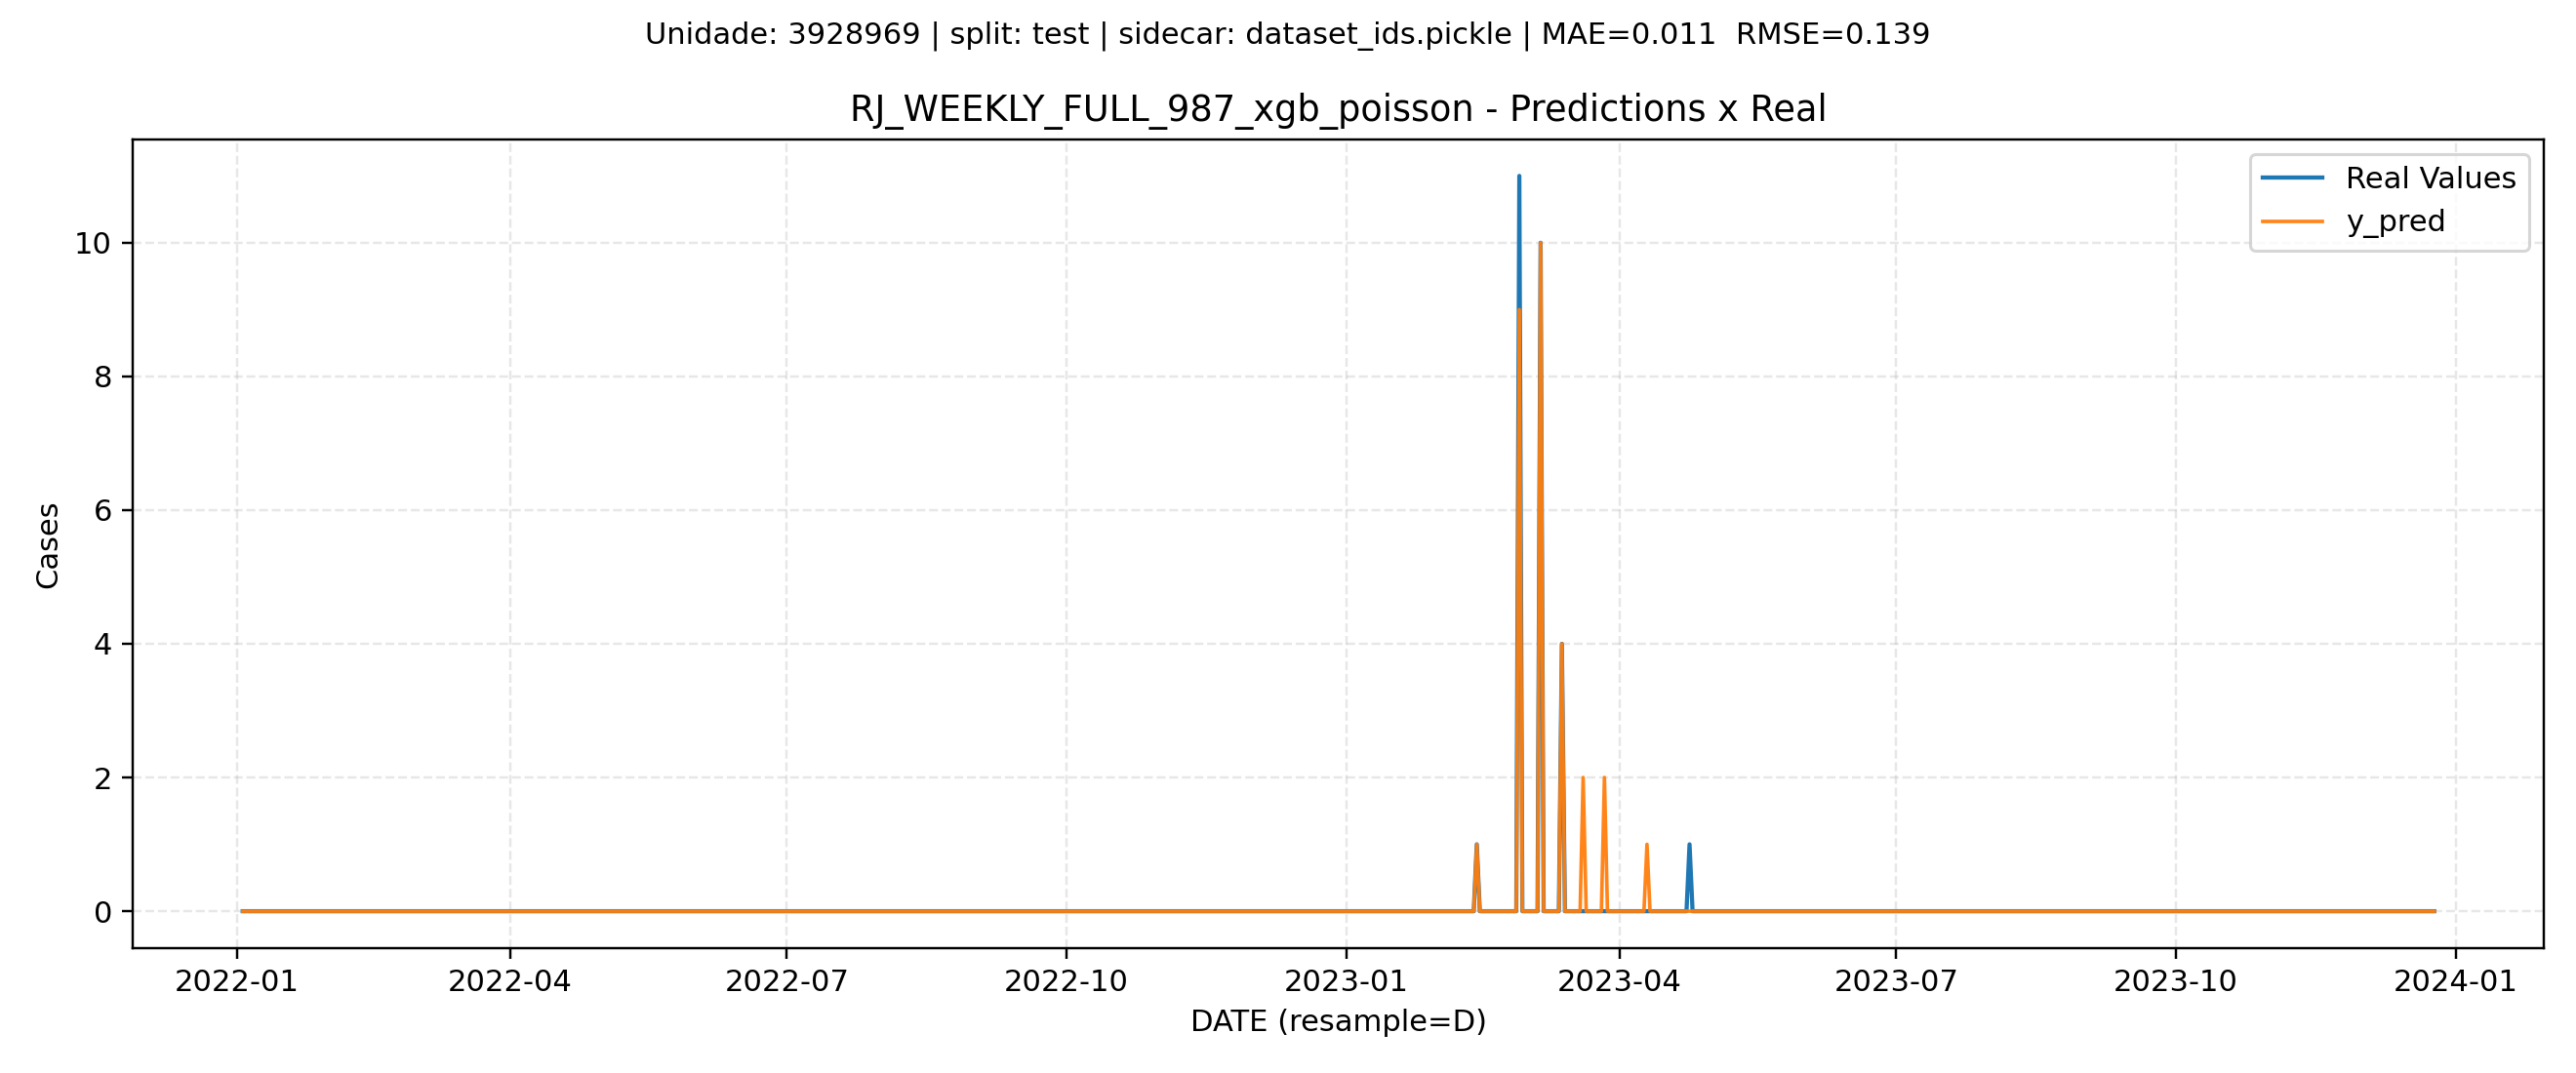 Unidade: 3928969 | split: test | sidecar: dataset_ids.pickle | MAE=0.011  RMSE=0.139
RJ_WEEKLY_FULL_987_xgb_poisson - Predictions x Real
Real Values
y_pred
Cases
10
8
6
4
2
0
2022-01 2022-04 2022-07 2022-10 2023-01 2023-04 2023-07 2023-10 2024-01
DATE (resample=D)